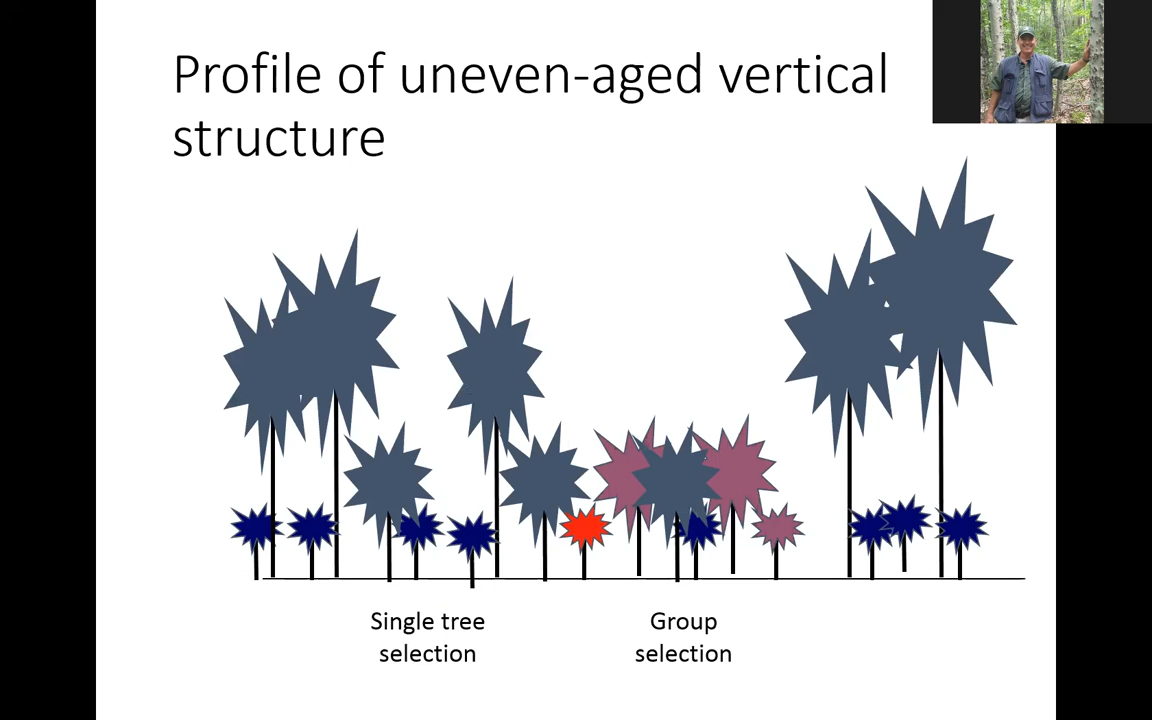 Profile of uneven-aged vertical
structure
Single tree
selection
Group
selection